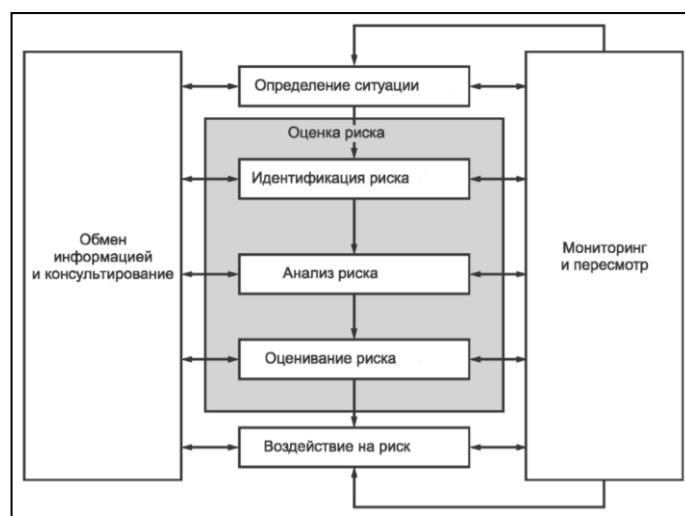 Определение ситуации
Оценка риска
Идентификация риска
Обмен
информацией
и консультирование
Анализ риска
Мониторинг
и пересмотр
Оценивание риска
Воздействие на риск